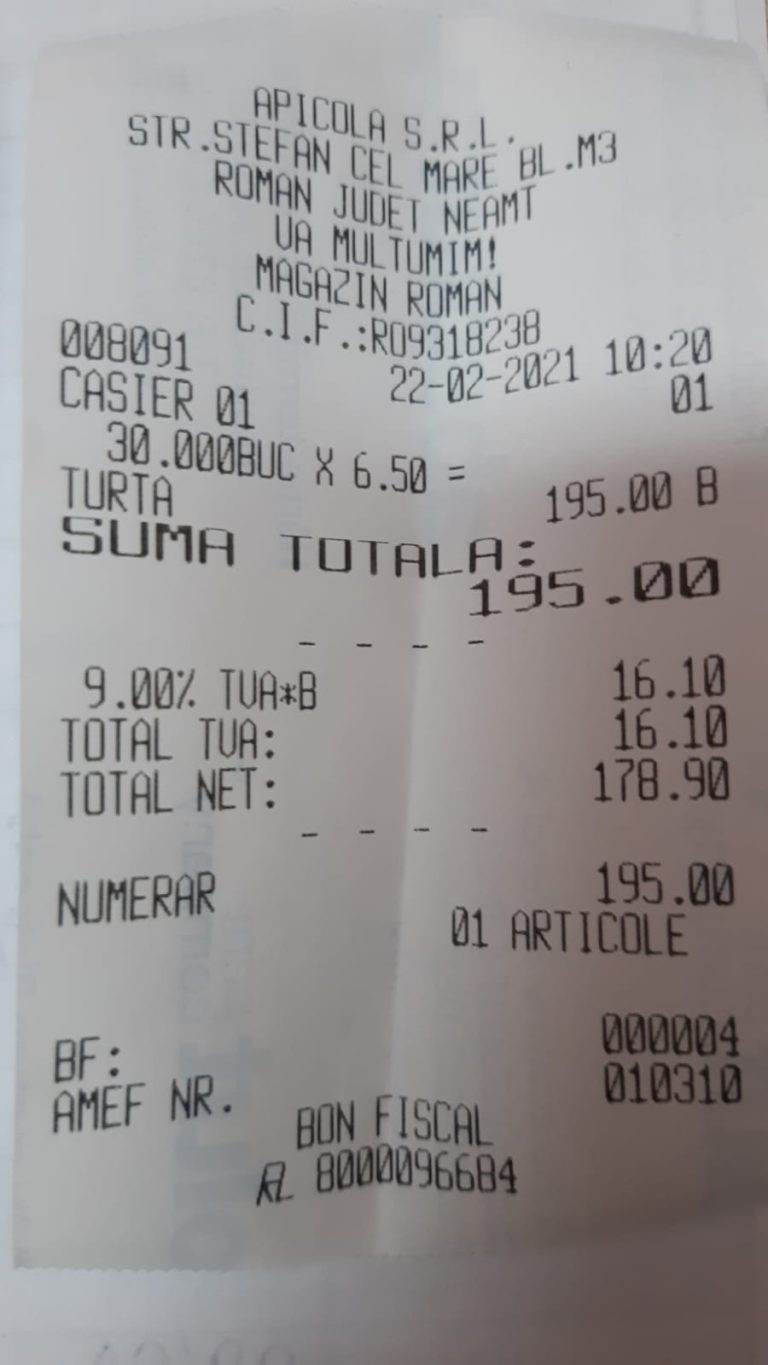 APICOLA S.R.L.
STR.STEFAN CEL MARE BL.M3
ROMAN JUDET NEAMT
VA MULTUMIM!
MAGAZIN ROMAN
C.I.F.:RO9318238
008091 22-02-2021 10:20
CASIER 01 01
30.000BUC X 6.50 =
TURTA 195.00 B
SUMA TOTALA:
195.00
- - - -
9.00% TVA*B 16.10
TOTAL TVA: 16.10
TOTAL NET: 178.90
- - - -
NUMERAR 195.00
01 ARTICOLE
BF: 000004
AMEF NR. 010310
BON FISCAL
8000096684